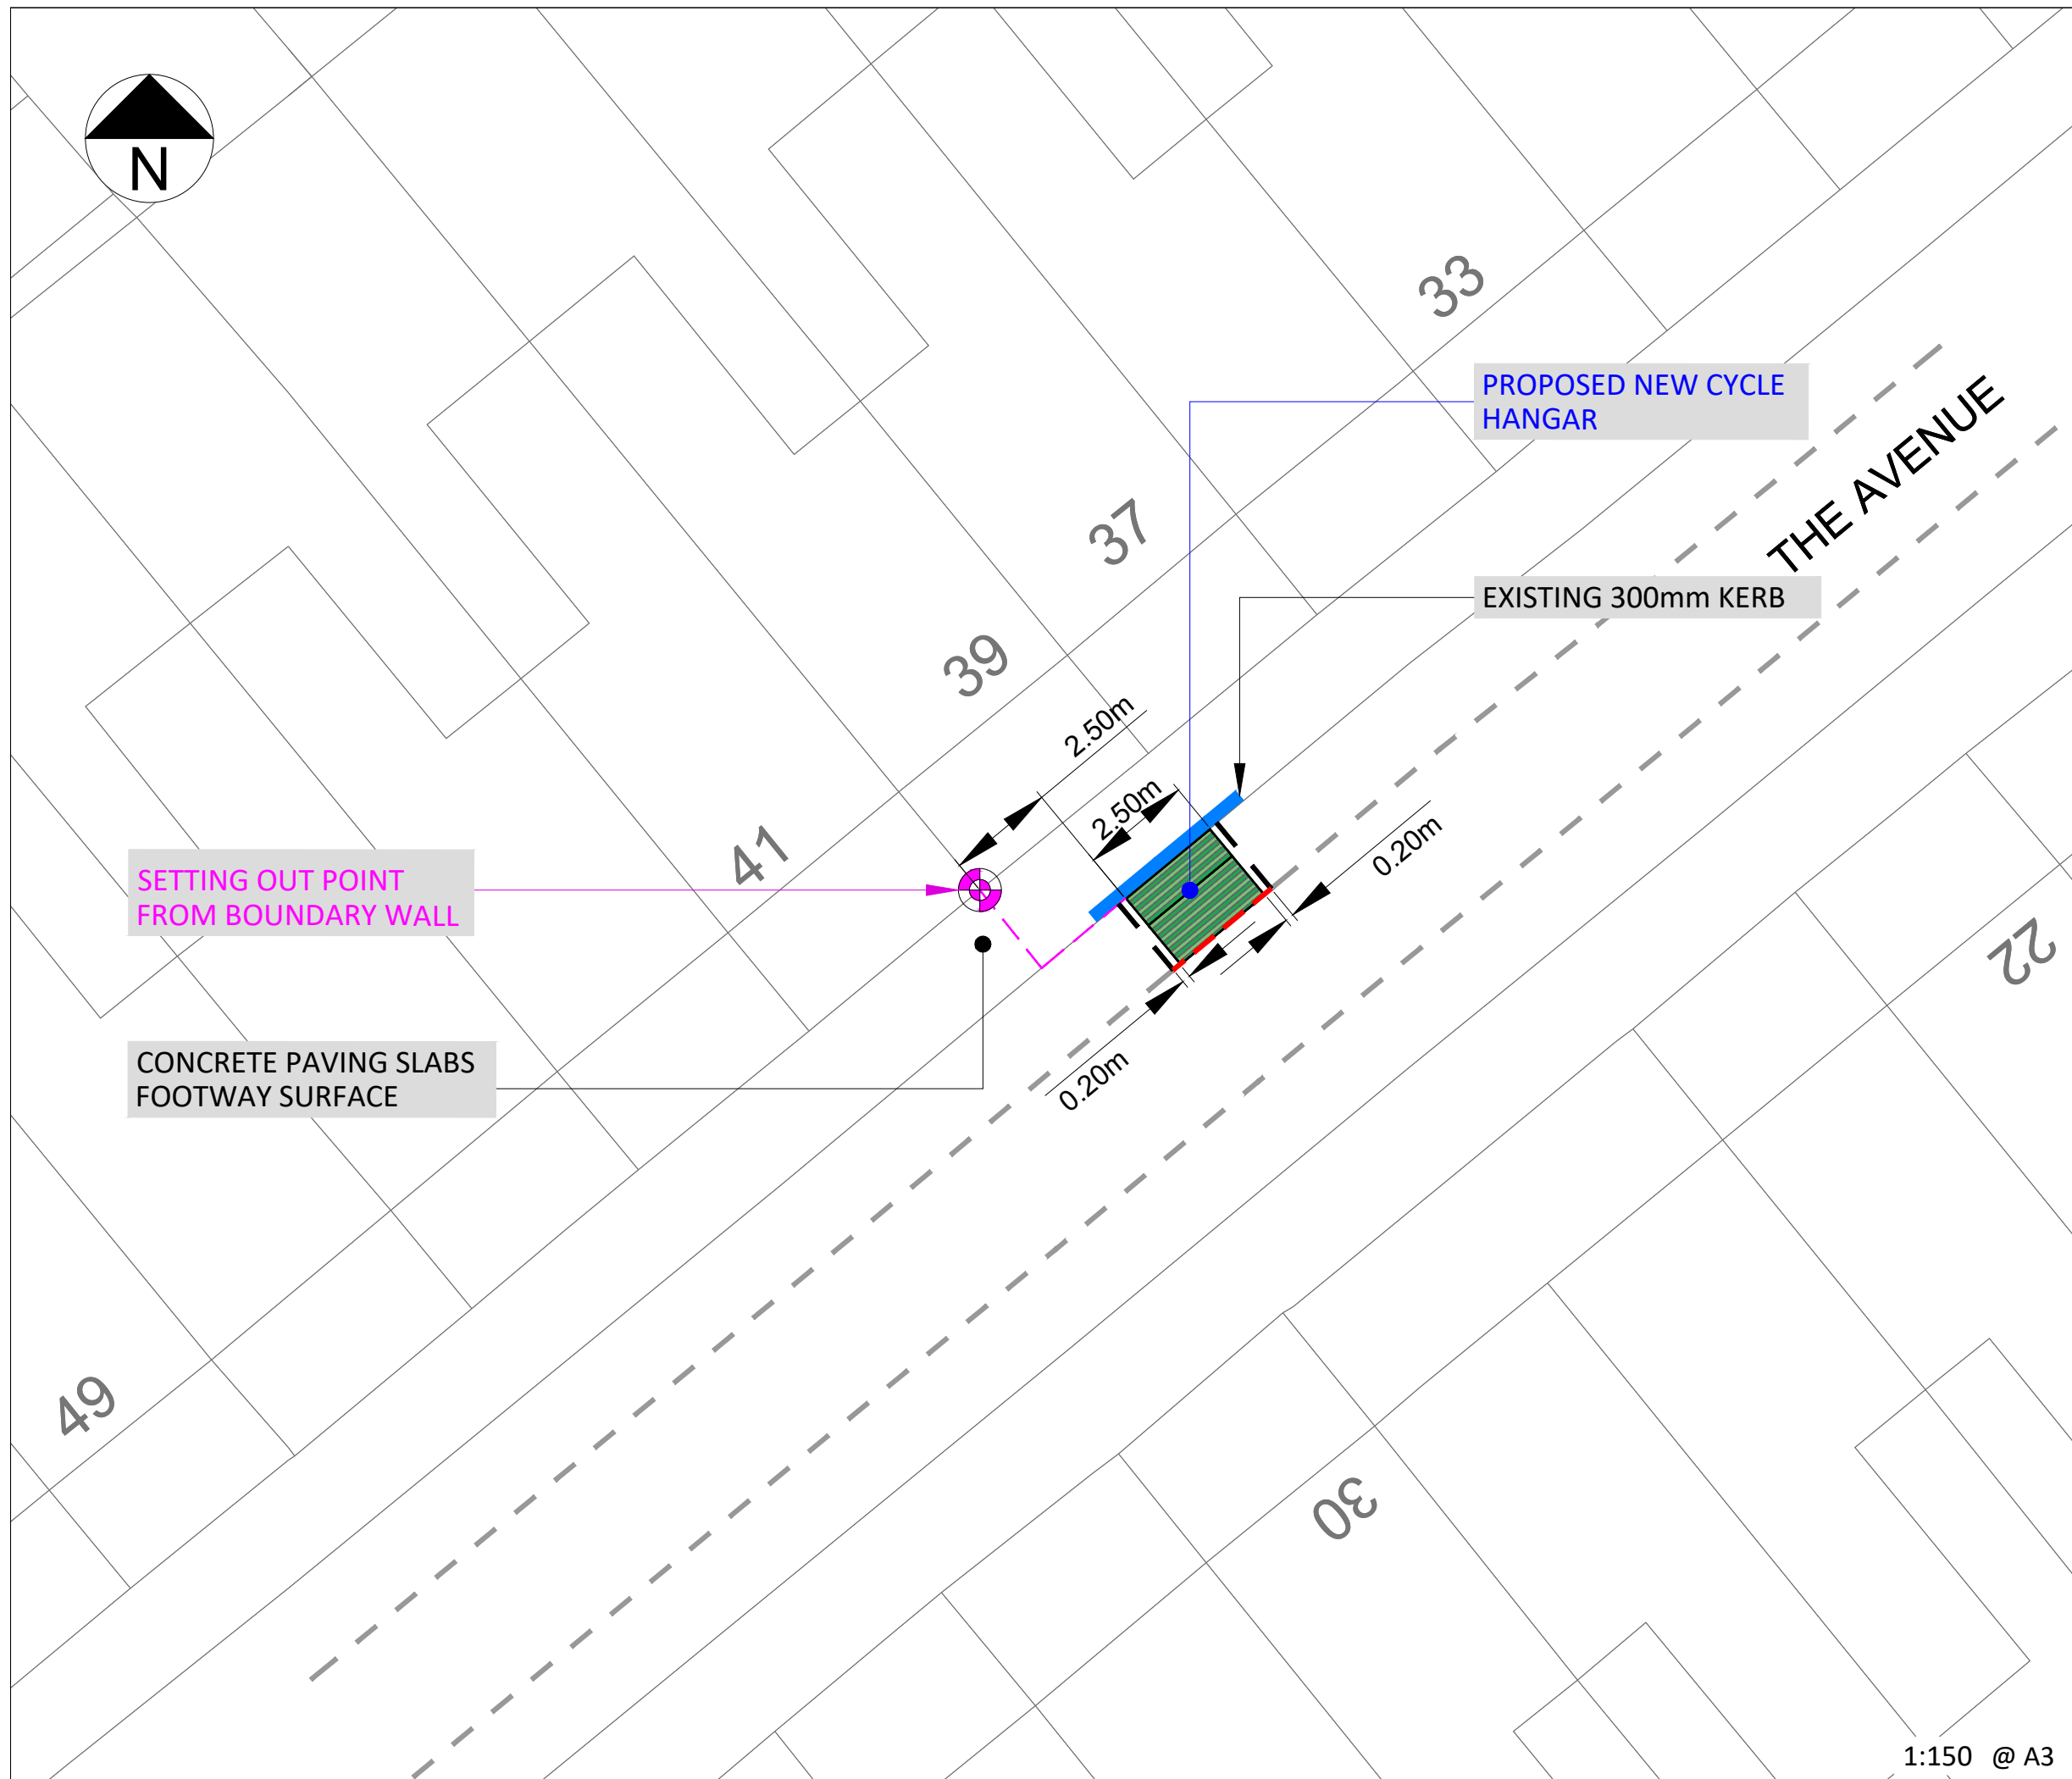 N
33
PROPOSED NEW CYCLE
HANGAR
THE AVENUE
37
EXISTING 300mm KERB
39
2.50m
2.50m
0.20m
41
SETTING OUT POINT
FROM BOUNDARY WALL
22
CONCRETE PAVING SLABS
FOOTWAY SURFACE
0.20m
49
30
1:150 @ A3